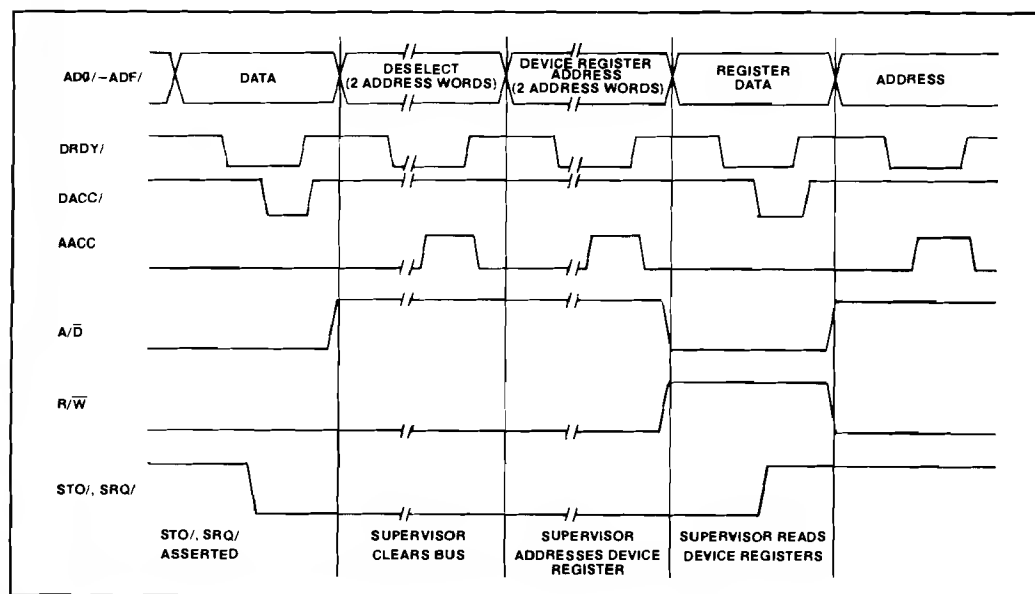 AD0/-ADF/
DATA
DESELECT
(2 ADDRESS WORDS)
DEVICE REGISTER
ADDRESS
(2 ADDRESS WORDS)
REGISTER
DATA
ADDRESS
DRDY/
DACC/
AACC
A/D̅
R/W̅
STO/, SRQ/
STO/, SRQ/
ASSERTED
SUPERVISOR
CLEARS BUS
SUPERVISOR
ADDRESSES DEVICE
REGISTER
SUPERVISOR READS
DEVICE REGISTERS